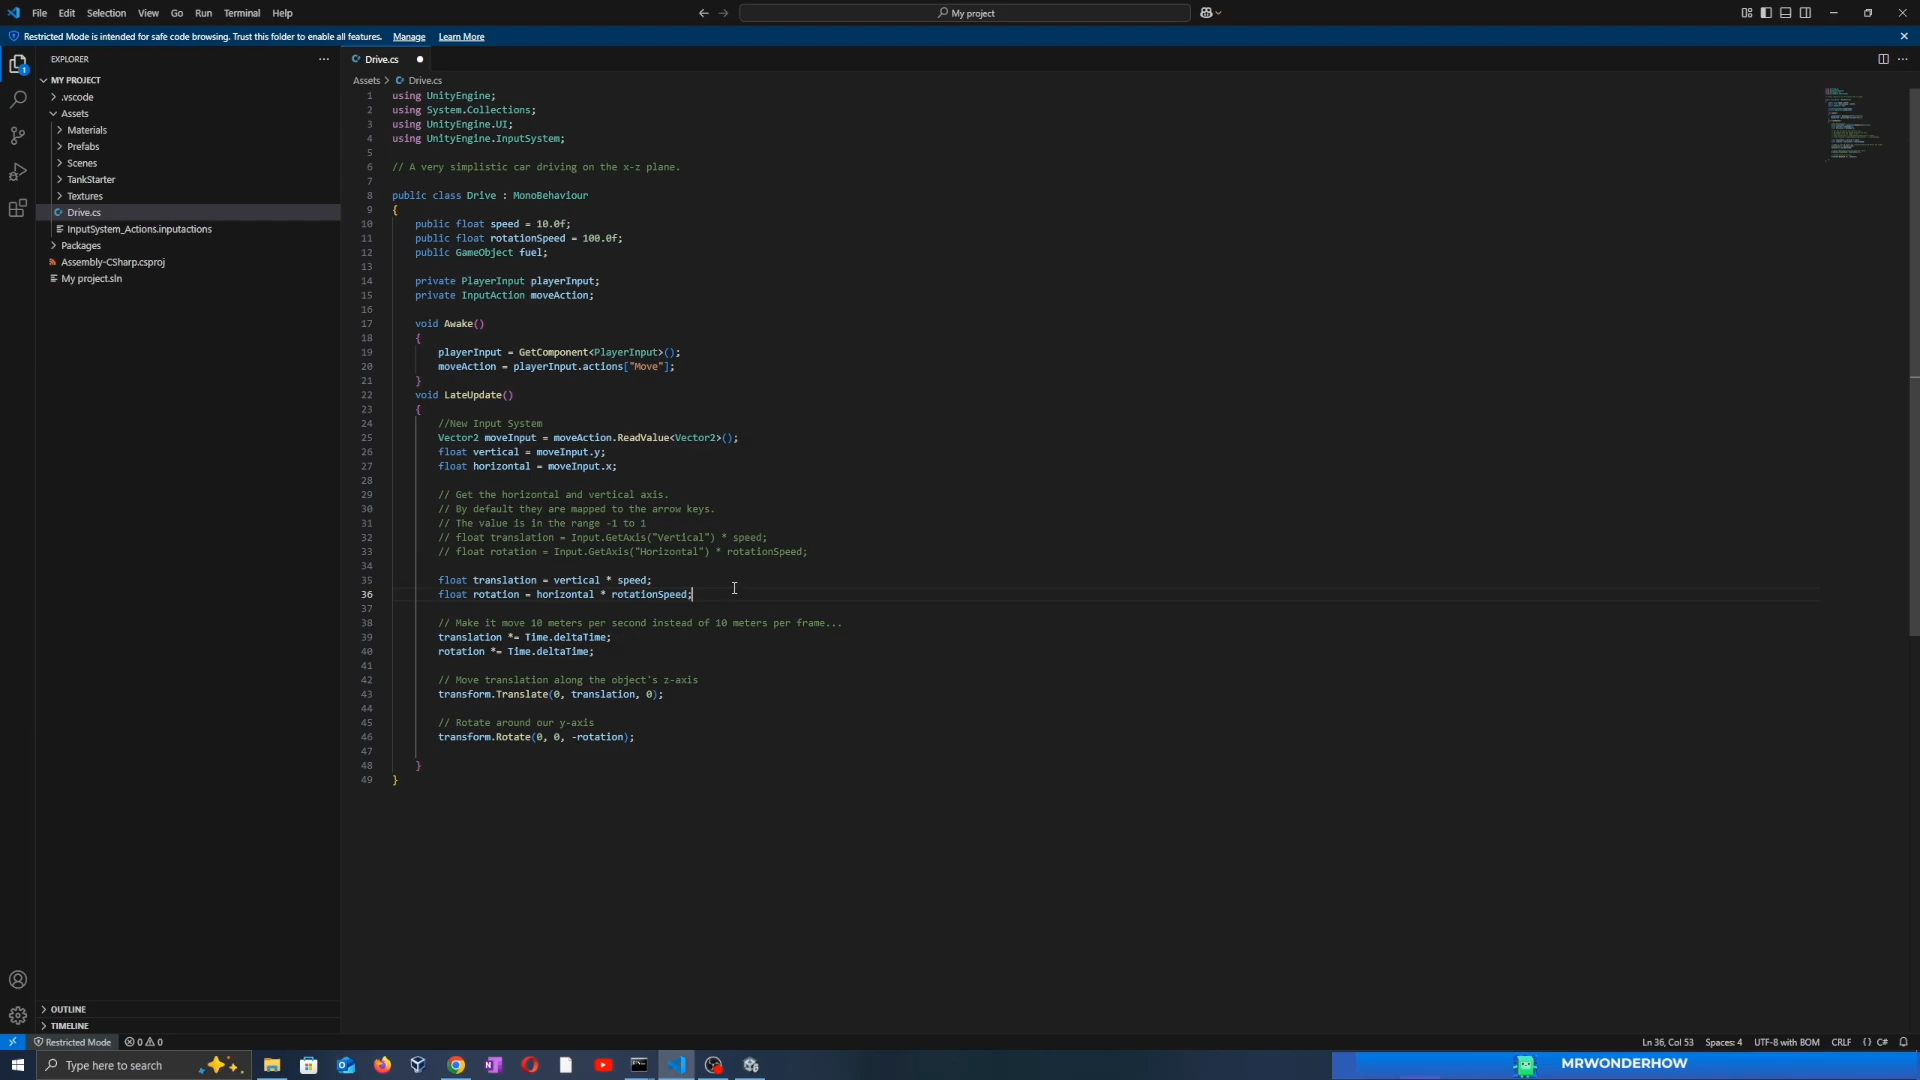 File Edit Selection View Go Run Terminal Help
My project
Restricted Mode is intended for safe code browsing. Trust this folder to enable all features. Manage Learn More
EXPLORER
MY PROJECT
.vscode
Assets
Materials
Prefabs
Scenes
TankStarter
Textures
Drive.cs
InputSystem_Actions.inputactions
Packages
Assembly-CSharp.csproj
My project.sln
OUTLINE
TIMELINE
Drive.cs
Assets > Drive.cs
1 using UnityEngine;
2 using System.Collections;
3 using UnityEngine.UI;
4 using UnityEngine.InputSystem;
5
6 // A very simplistic car driving on the x-z plane.
7
8 public class Drive : MonoBehaviour
9 {
10 public float speed = 10.0f;
11 public float rotationSpeed = 100.0f;
12 public GameObject fuel;
13
14 private PlayerInput playerInput;
15 private InputAction moveAction;
16
17 void Awake()
18 {
19 playerInput = GetComponent<PlayerInput>();
20 moveAction = playerInput.actions["Move"];
21 }
22 void LateUpdate()
23 {
24 //New Input System
25 Vector2 moveInput = moveAction.ReadValue<Vector2>();
26 float vertical = moveInput.y;
27 float horizontal = moveInput.x;
28
29 // Get the horizontal and vertical axis.
30 // By default they are mapped to the arrow keys.
31 // The value is in the range -1 to 1
32 // float translation = Input.GetAxis("Vertical") * speed;
33 // float rotation = Input.GetAxis("Horizontal") * rotationSpeed;
34
35 float translation = vertical * speed;
36 float rotation = horizontal * rotationSpeed;
37
38 // Make it move 10 meters per second instead of 10 meters per frame...
39 translation *= Time.deltaTime;
40 rotation *= Time.deltaTime;
41
42 // Move translation along the object's z-axis
43 transform.Translate(0, translation, 0);
44
45 // Rotate around our y-axis
46 transform.Rotate(0, 0, -rotation);
47
48 }
49 }
Restricted Mode 0 0 Ln 36, Col 53 Spaces: 4 UTF-8 with BOM CRLF {} C#
Type here to search
MRWONDERHOW